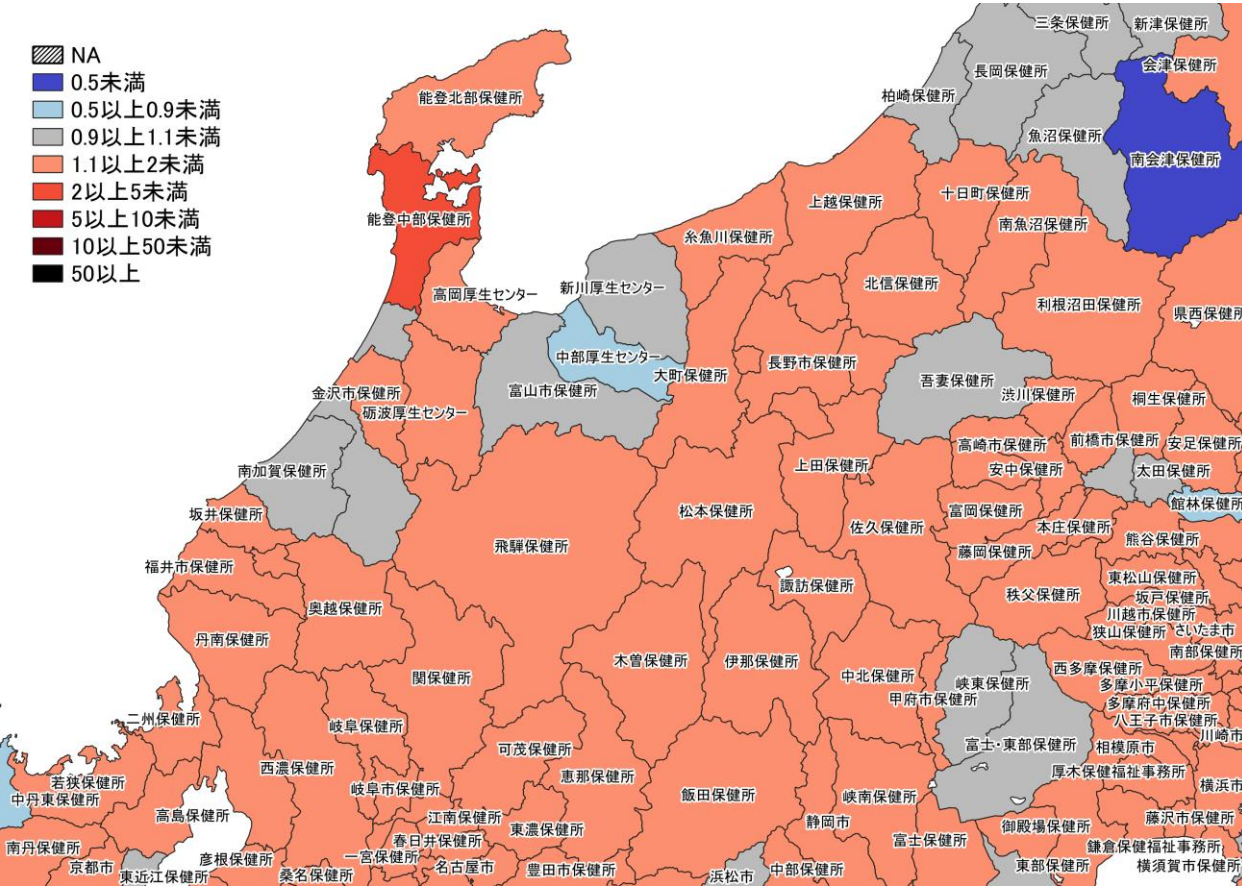 NA
0.5未満
0.5以上0.9未満
0.9以上1.1未満
1.1以上2未満
2以上5未満
5以上10未満
10以上50未満
50以上
三条保健所
新津保健所
会津保健所
長岡保健所
柏崎保健所
能登北部保健所
魚沼保健所
南会津保健所
十日町保健所
上越保健所
能登中部保健所
南魚沼保健所
糸魚川保健所
北信保健所
新川厚生センター
高岡厚生センター
利根沼田保健所
県西保健所
中部厚生センター
長野市保健所
大町保健所
吾妻保健所
富山市保健所
金沢市保健所
渋川保健所
桐生保健所
砺波厚生センター
前橋市保健所
安足保健所
高崎市保健所
南加賀保健所
上田保健所
安中保健所
太田保健所
館林保健所
坂井保健所
松本保健所
富岡保健所
佐久保健所
本庄保健所
熊谷保健所
飛騨保健所
藤岡保健所
福井市保健所
東松山保健所
諏訪保健所
秩父保健所
坂戸保健所
奥越保健所
川越市保健所
狭山保健所
さいたま市
丹南保健所
南部保健所
木曽保健所
伊那保健所
西多摩保健所
中北保健所
関保健所
峡東保健所
多摩小平保健所
甲府市保健所
多摩府中保健所
二州保健所
八王子市保健所
岐阜保健所
川崎市
可茂保健所
富士・東部保健所
相模原市
西濃保健所
厚木保健福祉事務所
恵那保健所
若狭保健所
横浜市
岐阜市保健所
飯田保健所
峡南保健所
中丹東保健所
高島保健所
江南保健所
藤沢市保健所
静岡市
御殿場保健所
東濃保健所
春日井保健所
富士保健所
南丹保健所
鎌倉保健福祉事務所
彦根保健所
一宮保健所
京都市
名古屋市
豊田市保健所
中部保健所
東部保健所
横須賀市保健所
東近江保健所
桑名保健所
浜松市